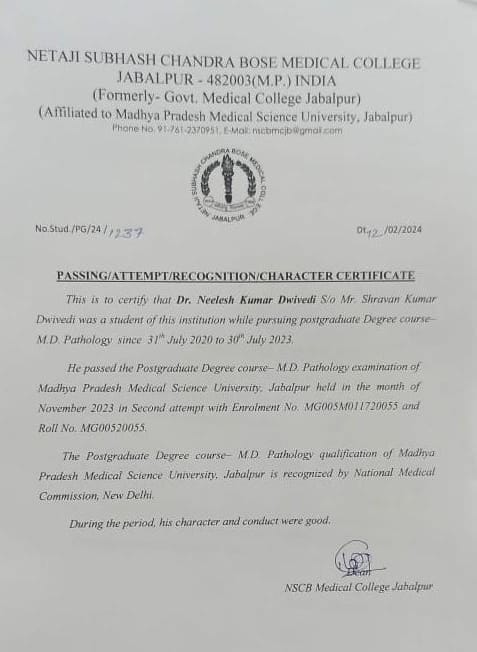 NETAJI SUBHASH CHANDRA BOSE MEDICAL COLLEGE
JABALPUR - 482003(M.P.) INDIA
(Formerly- Govt. Medical College Jabalpur)
(Affiliated to Madhya Pradesh Medical Science University, Jabalpur)
Phone No. 91-761-2370951, E-Mail: nscbmcjb@gmail.com
NETAJI SUBHASH CHANDRA BOSE MEDICAL COLLEGE
JABALPUR
No.Stud./PG/24/1237
Dt.12/02/2024
PASSING/ATTEMPT/RECOGNITION/CHARACTER CERTIFICATE
This is to certify that Dr. Neelesh Kumar Dwivedi S/o Mr. Shravan Kumar
Dwivedi was a student of this institution while pursuing postgraduate Degree course–
M.D. Pathology since 31th July 2020 to 30th July 2023.
He passed the Postgraduate Degree course– M.D. Pathology examination of
Madhya Pradesh Medical Science University, Jabalpur held in the month of
November 2023 in Second attempt with Enrolment No. MG005M011720055 and
Roll No. MG00520055.
The Postgraduate Degree course– M.D. Pathology qualification of Madhya
Pradesh Medical Science University, Jabalpur is recognized by National Medical
Commission, New Delhi.
During the period, his character and conduct were good.
Dean
NSCB Medical College Jabalpur